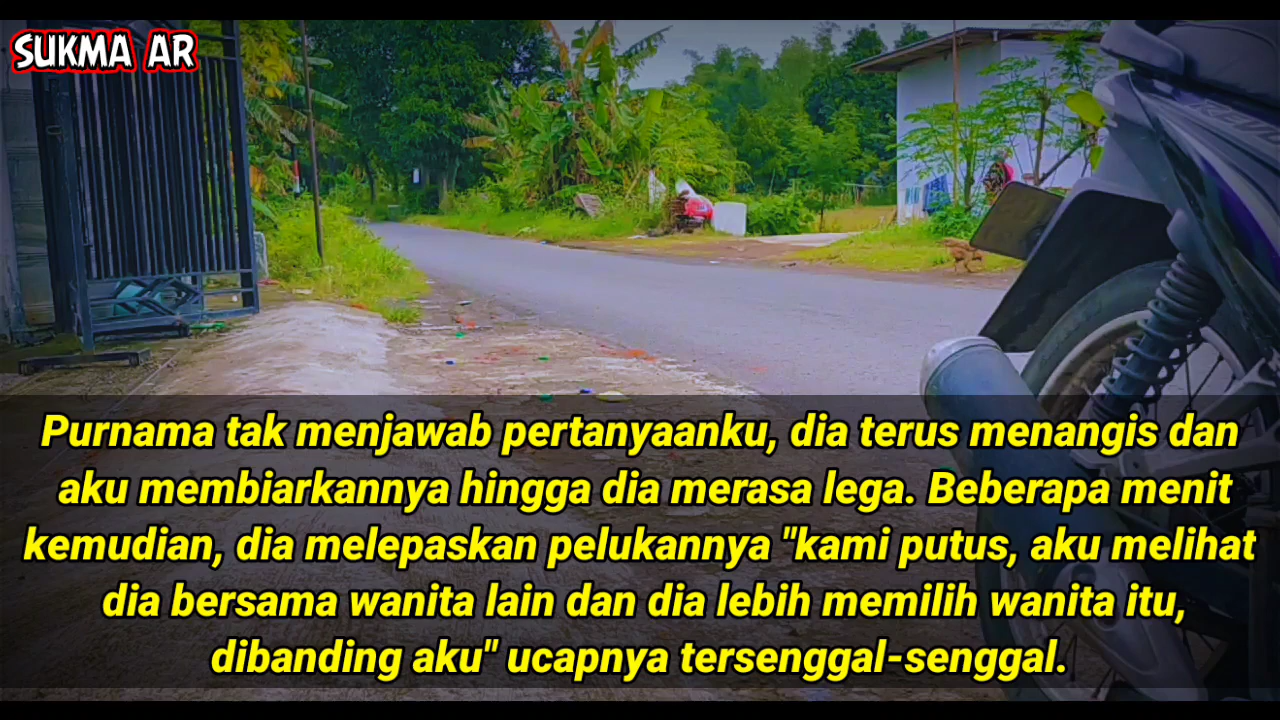 SUKMA AR
Purnama tak menjawab pertanyaanku, dia terus menangis dan
aku membiarkannya hingga dia merasa lega. Beberapa menit
kemudian, dia melepaskan pelukannya "kami putus, aku melihat
dia bersama wanita lain dan dia lebih memilih wanita itu,
dibanding aku" ucapnya tersenggal-senggal.